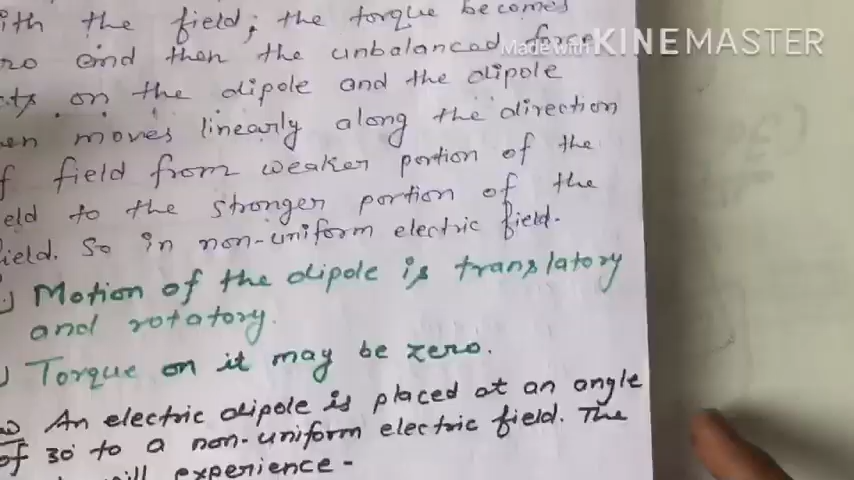 ith the field; the torque becomes
ro and then the unbalanced force
Made with KINEMASTER
cts on the dipole and the dipole
en moves linearly along the direction
f field from weaker portion of the
eld to the stronger portion of the
field. So in non-uniform electric field.
) Motion of the dipole is translatory
and rotatory.
) Torque on it may be zero.
An electric dipole is placed at an angle
of 30° to a non-uniform electric field. The
will experience -